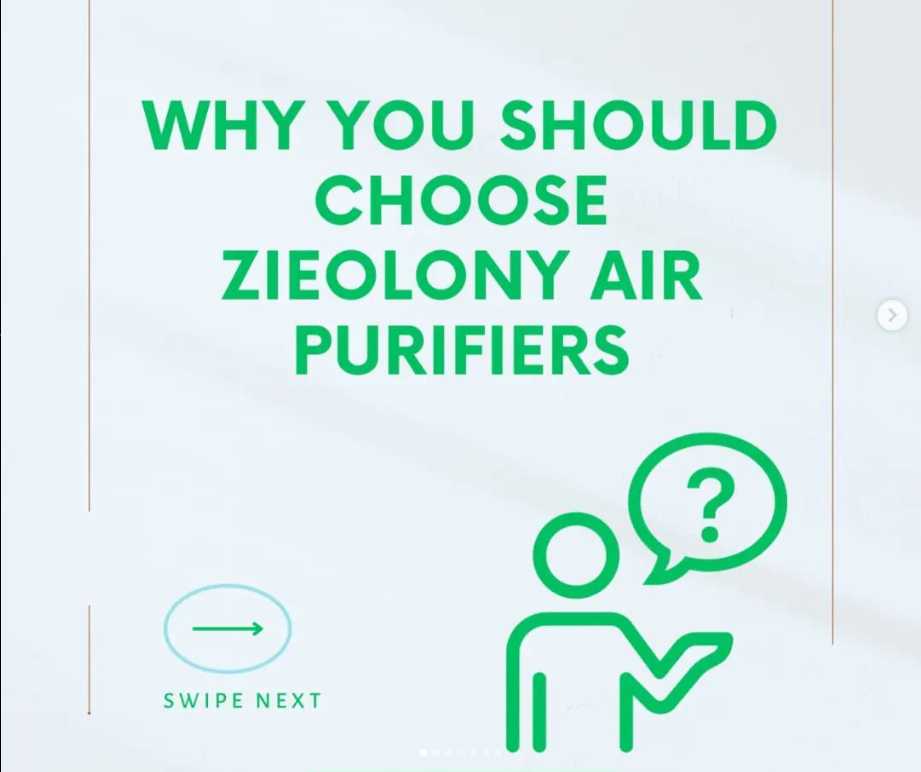 WHY YOU SHOULD
CHOOSE
ZIEOLONY AIR
PURIFIERS
?
SWIPE NEXT